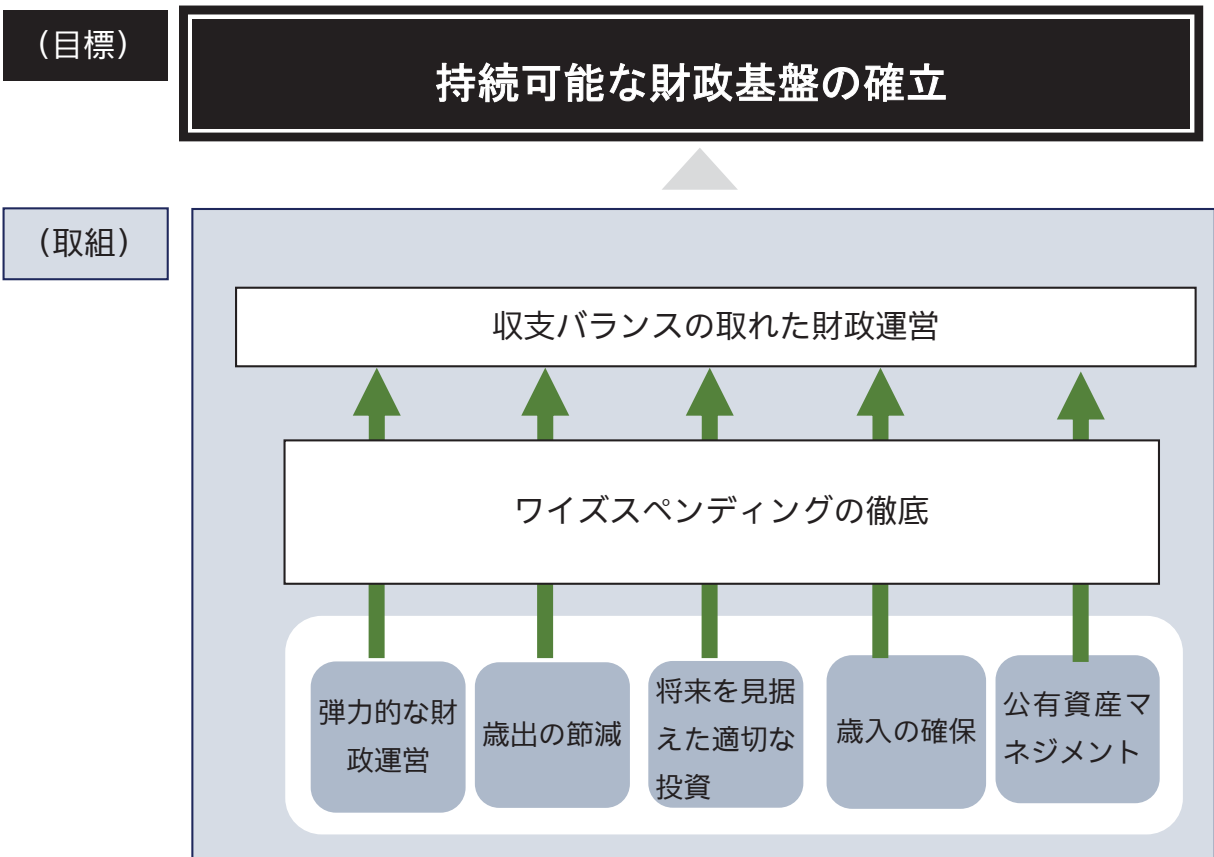 （目標）
持続可能な財政基盤の確立
（取組）
収支バランスの取れた財政運営
ワイズスペンディングの徹底
弾力的な財
政運営
歳出の節減
将来を見据
えた適切な
投資
歳入の確保
公有資産マ
ネジメント